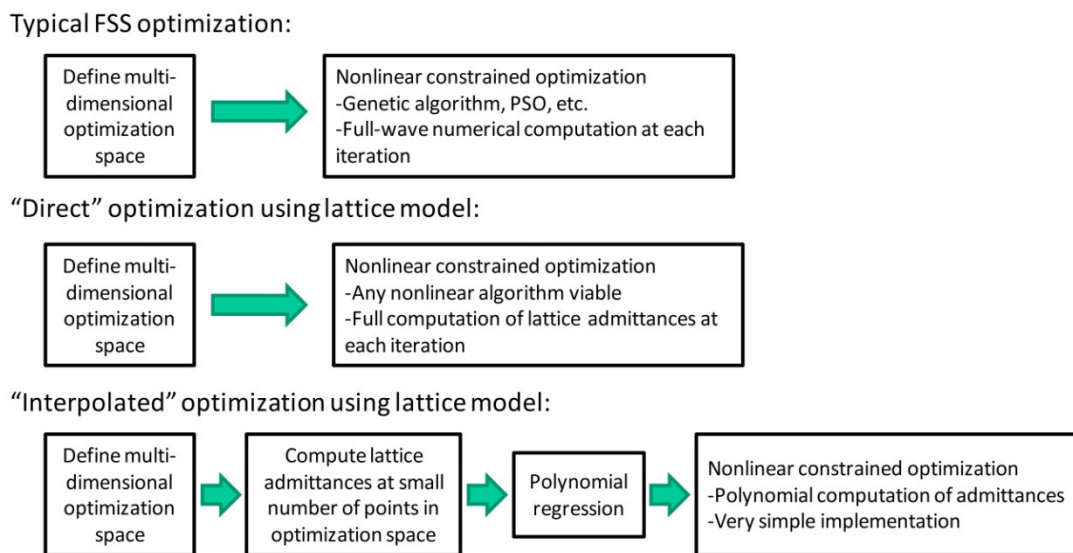 Typical FSS optimization:
Define multi-
dimensional
optimization
space
Nonlinear constrained optimization
-Genetic algorithm, PSO, etc.
-Full-wave numerical computation at each
iteration
“Direct” optimization using lattice model:
Define multi-
dimensional
optimization
space
Nonlinear constrained optimization
-Any nonlinear algorithm viable
-Full computation of lattice admittances at
each iteration
“Interpolated” optimization using lattice model:
Define multi-
dimensional
optimization
space
Compute lattice
admittances at small
number of points in
optimization space
Polynomial
regression
Nonlinear constrained optimization
-Polynomial computation of admittances
-Very simple implementation